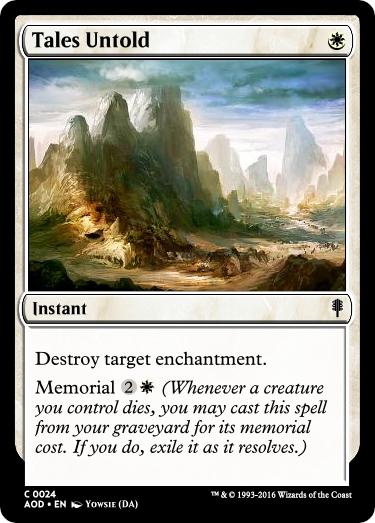 Tales Untold
Instant
Destroy target enchantment.
Memorial 2 (Whenever a creature
you control dies, you may cast this spell
from your graveyard for its memorial
cost. If you do, exile it as it resolves.)
C 0024
AOD • EN Yowsie (DA)
™ & © 1993-2016 Wizards of the Coast